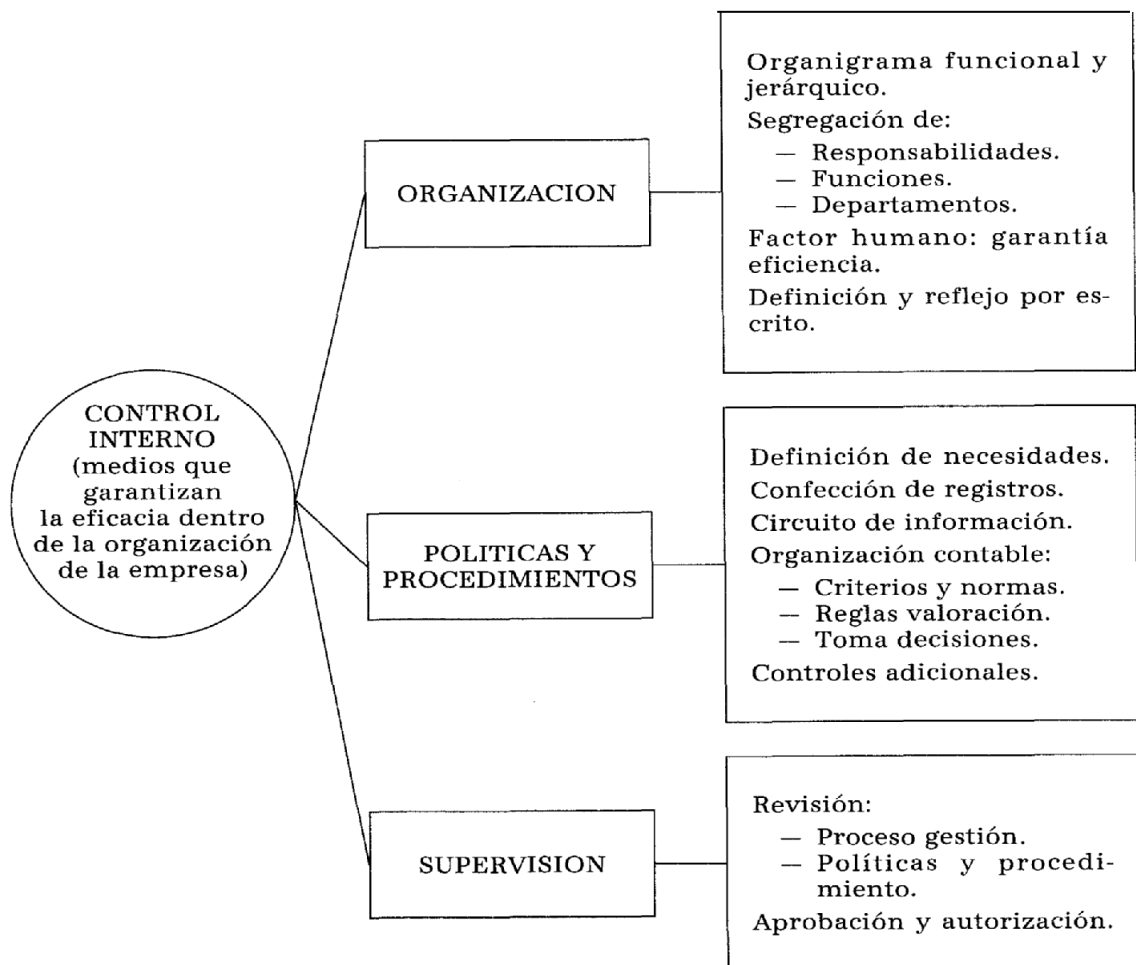 CONTROL
INTERNO
(medios que
garantizan
la eficacia dentro
de la organización
de la empresa)
ORGANIZACION
Organigrama funcional y
jerárquico.
Segregación de:
— Responsabilidades.
— Funciones.
— Departamentos.
Factor humano: garantía
eficiencia.
Definición y reflejo por es-
crito.
POLITICAS Y
PROCEDIMIENTOS
Definición de necesidades.
Confección de registros.
Circuito de información.
Organización contable:
— Criterios y normas.
— Reglas valoración.
— Toma decisiones.
Controles adicionales.
SUPERVISION
Revisión:
— Proceso gestión.
— Políticas y procedi-
miento.
Aprobación y autorización.